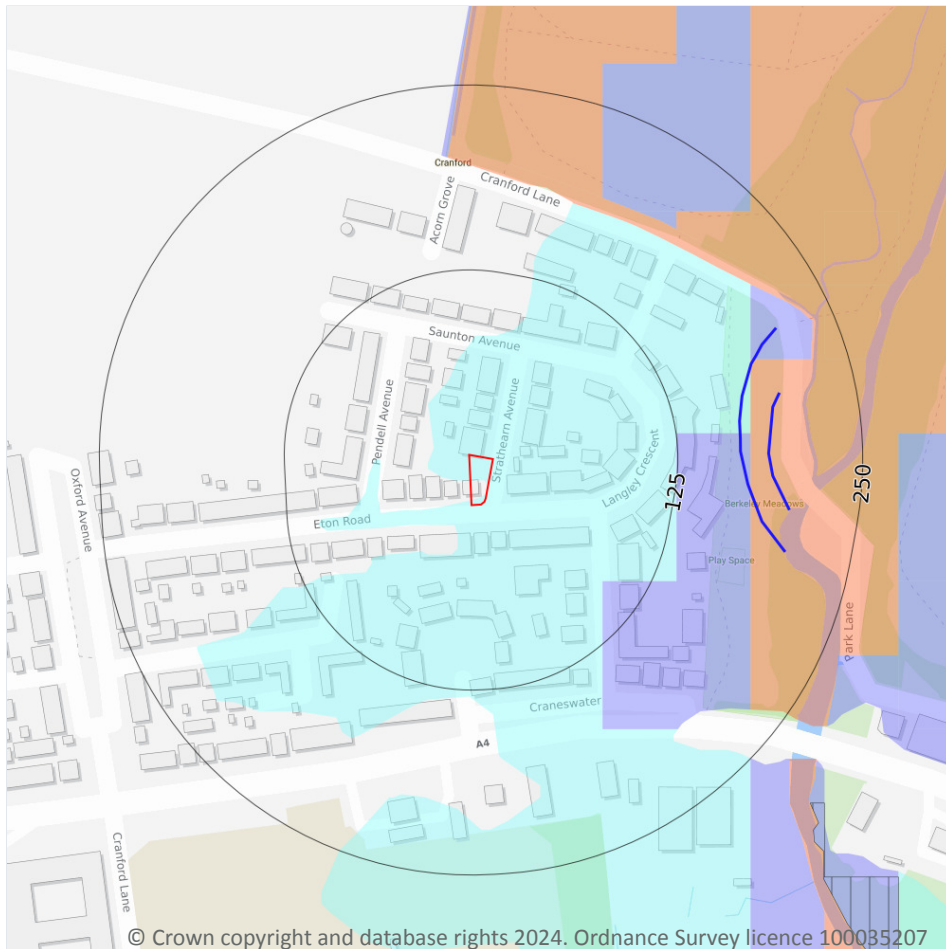 Cranford
Cranford Lane
Acorn Grove
Saunton Avenue
Pendell Avenue
Strathearn Avenue
Oxford Avenue
Langley Crescent
125
250
Berkeley Meadows
Eton Road
Play Space
Park Lane
Craneswater
A4
Cranford Lane
© Crown copyright and database rights 2024. Ordnance Survey licence 100035207